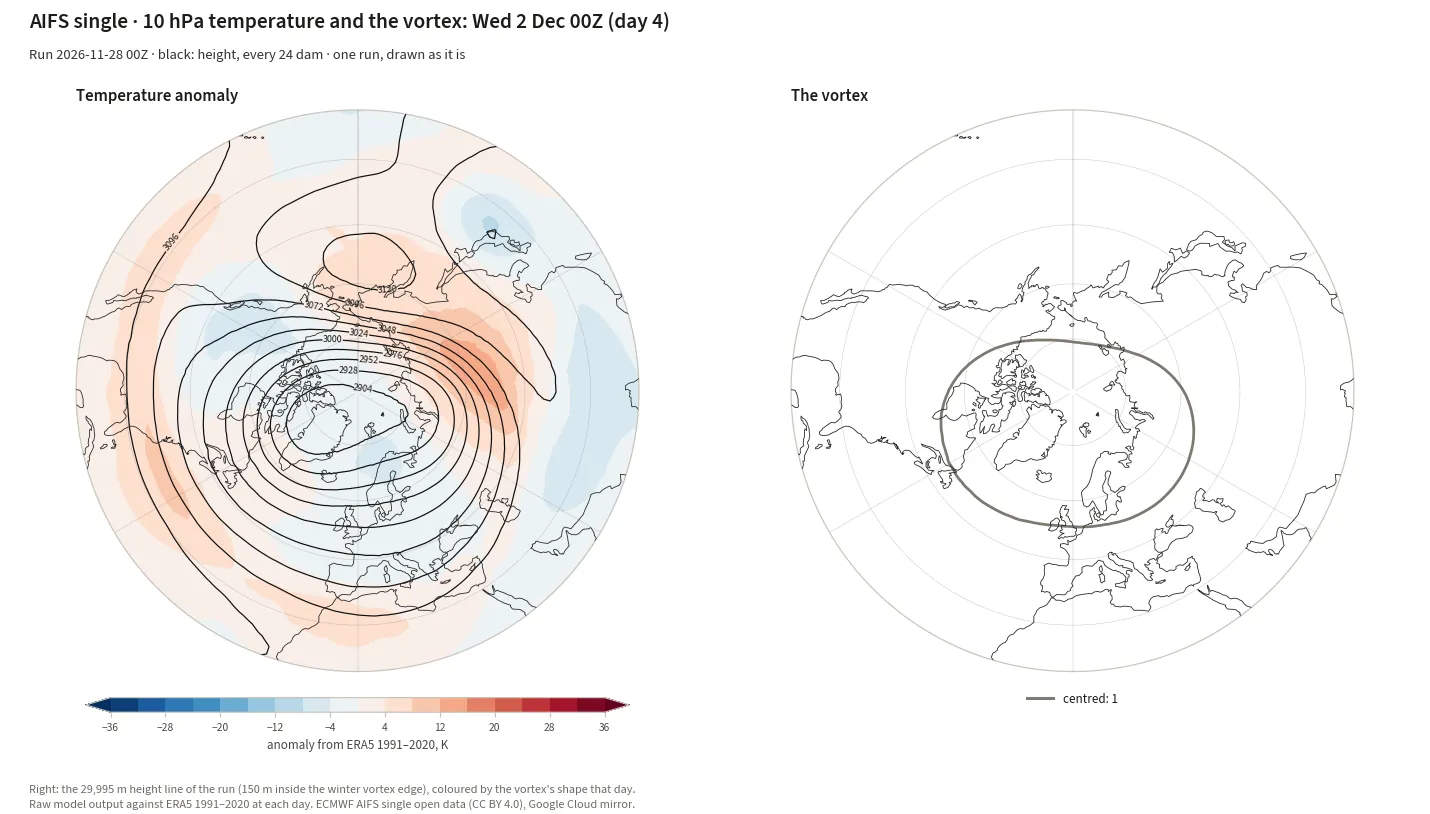 AIFS single · 10 hPa temperature and the vortex: Wed 2 Dec 00Z (day 4)
Run 2026-11-28 00Z · black: height, every 24 dam · one run, drawn as it is
Temperature anomaly
The vortex
3096
3120
3072
3096
3048
3024
3000
2976
2952
2928
2904
centred: 1
−36
−28
−20
−12
−4
4
12
20
28
36
anomaly from ERA5 1991–2020, K
Right: the 29,995 m height line of the run (150 m inside the winter vortex edge), coloured by the vortex's shape that day.
Raw model output against ERA5 1991–2020 at each day. ECMWF AIFS single open data (CC BY 4.0), Google Cloud mirror.